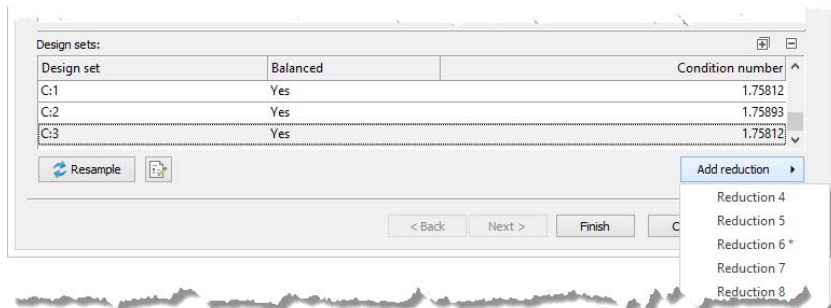 Design sets:
Design set Balanced Condition number
C:1 Yes 1.75812
C:2 Yes 1.75893
C:3 Yes 1.75812
Resample Add reduction
Reduction 4
< Back Next > Finish C
Reduction 5
Reduction 6 *
Reduction 7
Reduction 8